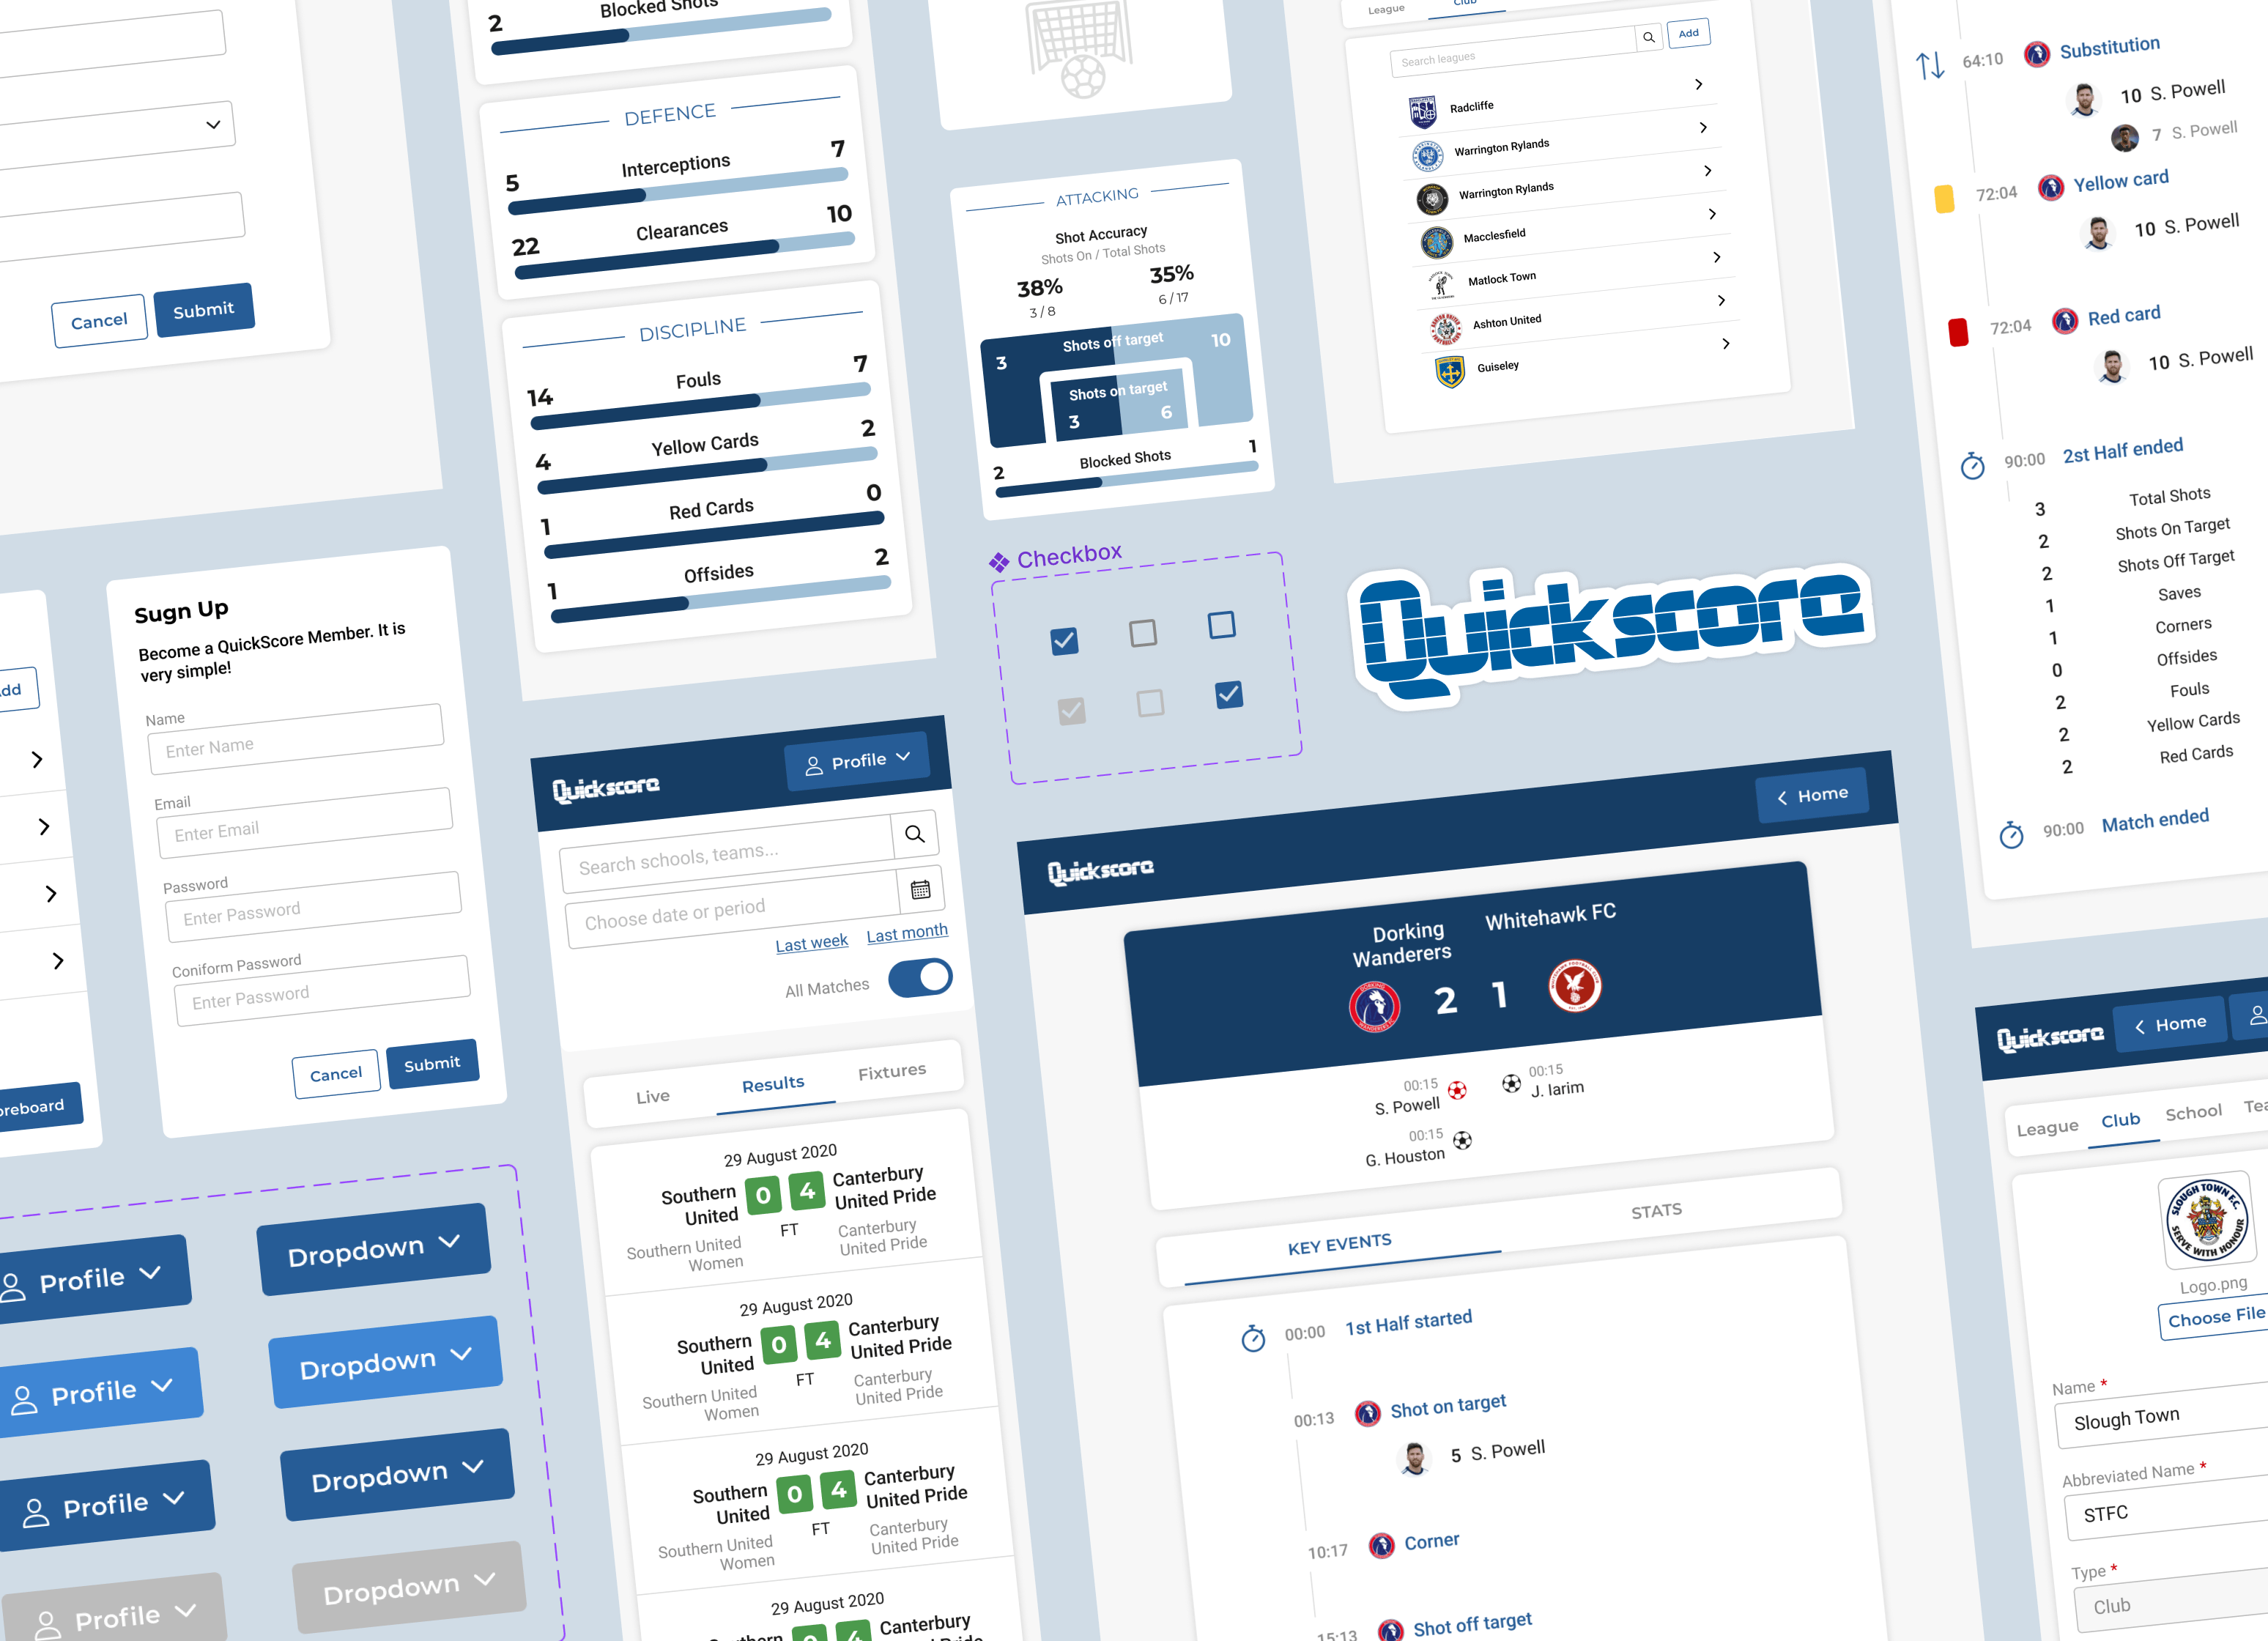 Cancel
Submit
Add
oreboard
Sugn Up
Become a QuickScore Member. It is
very simple!
Name
Enter Name
Email
Enter Email
Password
Enter Password
Coniform Password
Enter Password
Cancel
Submit
Profile
Dropdown
Profile
Dropdown
Profile
Dropdown
Profile
Dropdown
2
Blocked Shots
DEFENCE
5
Interceptions
7
22
Clearances
10
DISCIPLINE
14
Fouls
7
4
Yellow Cards
2
1
Red Cards
0
1
Offsides
2
Quickscore
Profile
Search schools, teams...
Choose date or period
Last week
Last month
All Matches
Live
Results
Fixtures
29 August 2020
Southern
United
0
4
Canterbury
United Pride
FT
Southern United
Women
Canterbury
United Pride
29 August 2020
Southern
United
0
4
Canterbury
United Pride
FT
Southern United
Women
Canterbury
United Pride
29 August 2020
Southern
United
0
4
Canterbury
United Pride
FT
Southern United
Women
Canterbury
United Pride
29 August 2020
Canterbury
ATTACKING
Shot Accuracy
Shots On / Total Shots
38%
35%
3 / 8
6 / 17
3
Shots off target
10
Shots on target
3
6
2
Blocked Shots
1
Checkbox
Quickscore
League
Club
Search leagues
Add
Radcliffe
Warrington Rylands
Warrington Rylands
Macclesfield
Matlock Town
Ashton United
Guiseley
Quickscore
Home
Dorking
Wanderers
Whitehawk FC
2
1
00:15
S. Powell
00:15
J. Iarim
00:15
G. Houston
KEY EVENTS
STATS
00:00
1st Half started
00:13
Shot on target
5
S. Powell
10:17
Corner
15:13
Shot off target
64:10
Substitution
10
S. Powell
7
S. Powell
72:04
Yellow card
10
S. Powell
72:04
Red card
10
S. Powell
90:00
2st Half ended
3
Total Shots
2
Shots On Target
2
Shots Off Target
1
Saves
1
Corners
0
Offsides
2
Fouls
2
Yellow Cards
2
Red Cards
90:00
Match ended
Quickscore
Home
League
Club
School
Tea
SLOUGH TOWN F.C.
SERVE WITH HONOUR
Logo.png
Choose File
Name *
Slough Town
Abbreviated Name *
STFC
Type *
Club